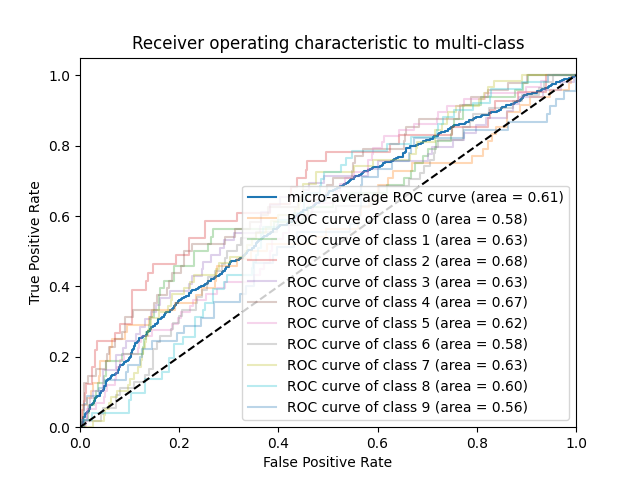 Receiver operating characteristic to multi-class
True Positive Rate
1.0
0.8
0.6
0.4
0.2
0.0
micro-average ROC curve (area = 0.61)
ROC curve of class 0 (area = 0.58)
ROC curve of class 1 (area = 0.63)
ROC curve of class 2 (area = 0.68)
ROC curve of class 3 (area = 0.63)
ROC curve of class 4 (area = 0.67)
ROC curve of class 5 (area = 0.62)
ROC curve of class 6 (area = 0.58)
ROC curve of class 7 (area = 0.63)
ROC curve of class 8 (area = 0.60)
ROC curve of class 9 (area = 0.56)
0.0 0.2 0.4 0.6 0.8 1.0
False Positive Rate